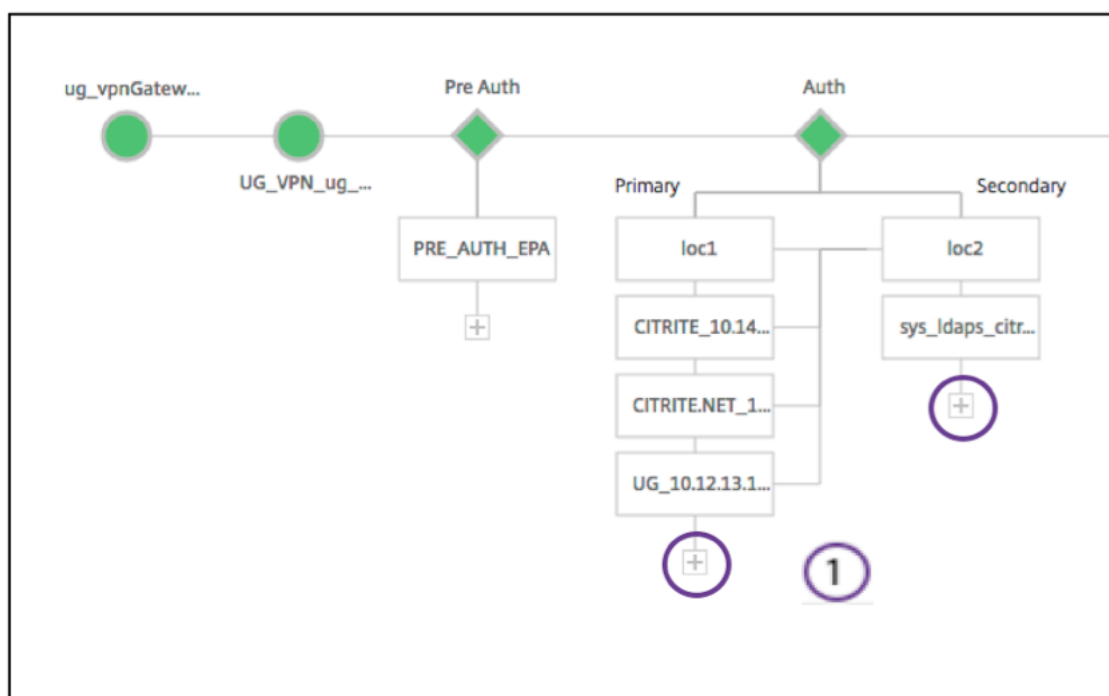 ug_vpnGatew...
Pre Auth
Auth
UG_VPN_ug_...
Primary
Secondary
PRE_AUTH_EPA
loc1
loc2
CITRITE_10.14...
sys_ldaps_citr...
CITRITE.NET_1...
UG_10.12.13.1...
1